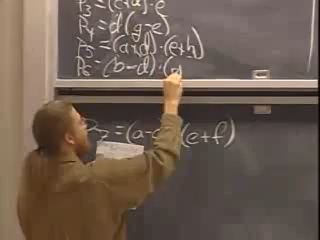 P₃ = (c+d)·e
P₄ = d(g-e)
P₅ = (a+d)·(e+h)
P₆ = (b-d)·(g
P₇ = (a-c)·(e+f)